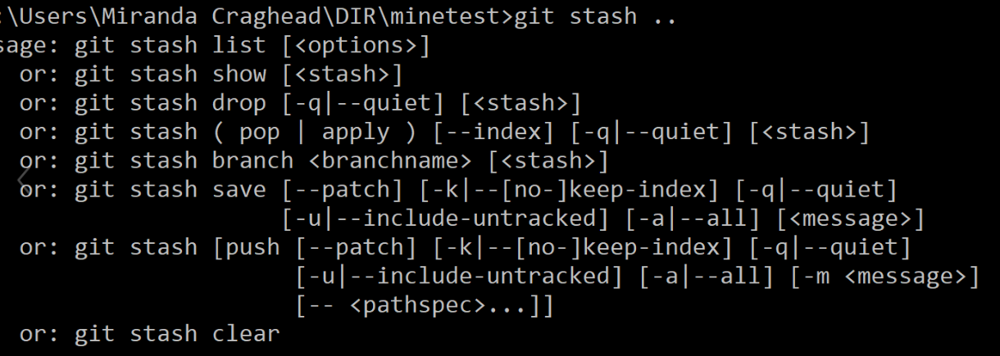 :\Users\Miranda Craghead\DIR\minetest>git stash ..
sage: git stash list [<options>]
or: git stash show [<stash>]
or: git stash drop [-q|--quiet] [<stash>]
or: git stash ( pop | apply ) [--index] [-q|--quiet] [<stash>]
or: git stash branch <branchname> [<stash>]
or: git stash save [--patch] [-k|--[no-]keep-index] [-q|--quiet]
[-u|--include-untracked] [-a|--all] [<message>]
or: git stash [push [--patch] [-k|--[no-]keep-index] [-q|--quiet]
[-u|--include-untracked] [-a|--all] [-m <message>]
[-- <pathspec>...]]
or: git stash clear